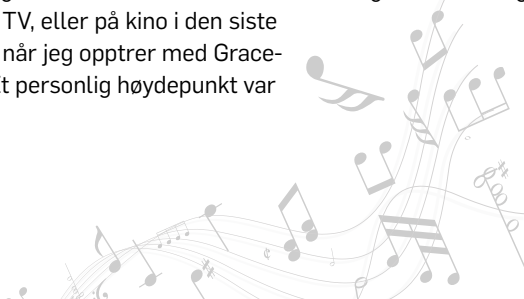 TV, eller på kino i den siste
når jeg opptrer med Grace-
t personlig høydepunkt var